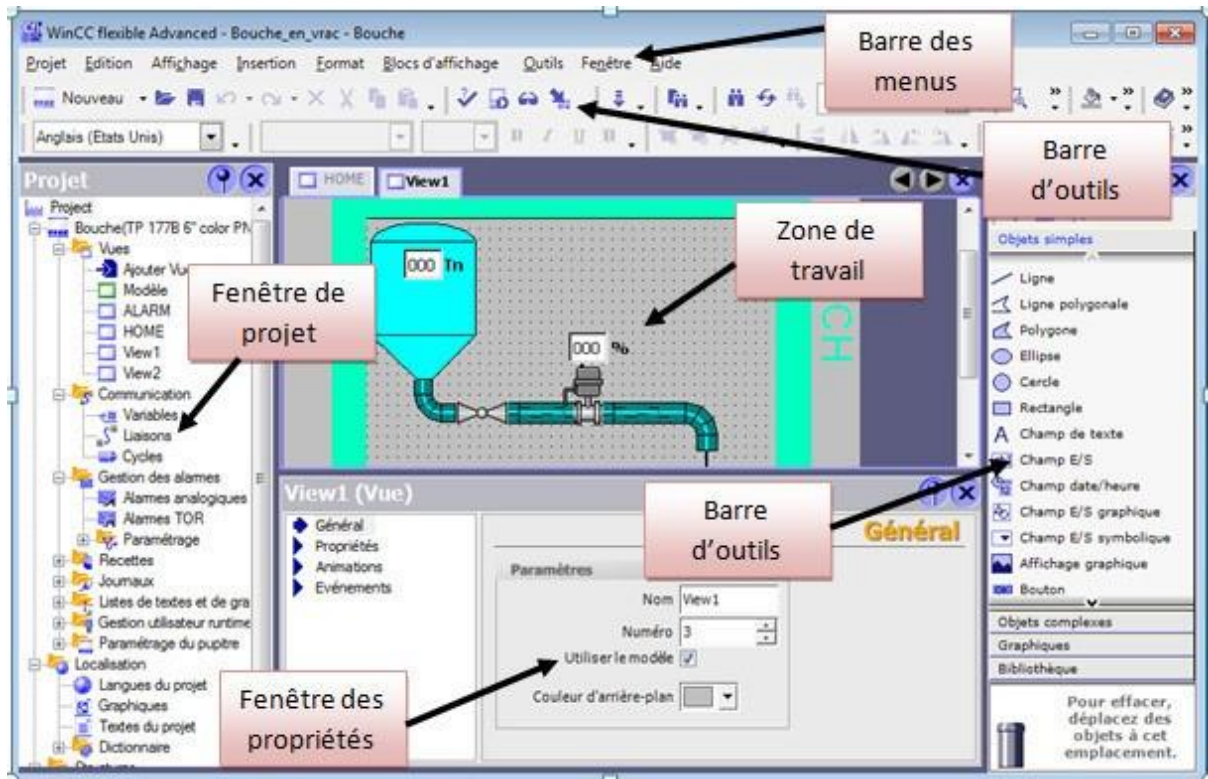 WinCC flexible Advanced - Bouche_en_vrac - Bouche
Barre des
menus
Projet Edition Affichage Insertion Format Blocs d'affichage Outils Fenêtre Aide
Nouveau
Anglais (Etats Unis)
Barre
d'outils
Projet
Project
Bouche(TP 177B 6" color PN
Vues
Ajouter Vu
Modèle
ALARM
HOME
View1
View2
Communication
Variables
Liaisons
Cycles
Gestion des alarmes
Alarmes analogiques
Alarmes TOR
Paramétrage
Recettes
Journaux
Listes de textes et de gra
Gestion utilisateur runtime
Paramétrage du pupitre
Localisation
Langues du projet
Graphiques
Textes du projet
Dictionnaire
Structures
Fenêtre de
projet
HOME
View1
000 Tn
000 %
CH
Zone de
travail
View1 (Vue)
Général
Propriétés
Animations
Evénements
Général
Paramètres
Nom View1
Numéro 3
Utiliser le modèle
Couleur d'arrière-plan
Barre
d'outils
Fenêtre des
propriétés
Objets simples
Ligne
Ligne polygonale
Polygone
Ellipse
Cercle
Rectangle
A Champ de texte
Champ E/S
Champ date/heure
Champ E/S graphique
Champ E/S symbolique
Affichage graphique
Bouton
Objets complexes
Graphiques
Bibliothèque
Pour effacer,
déplacez des
objets à cet
emplacement.